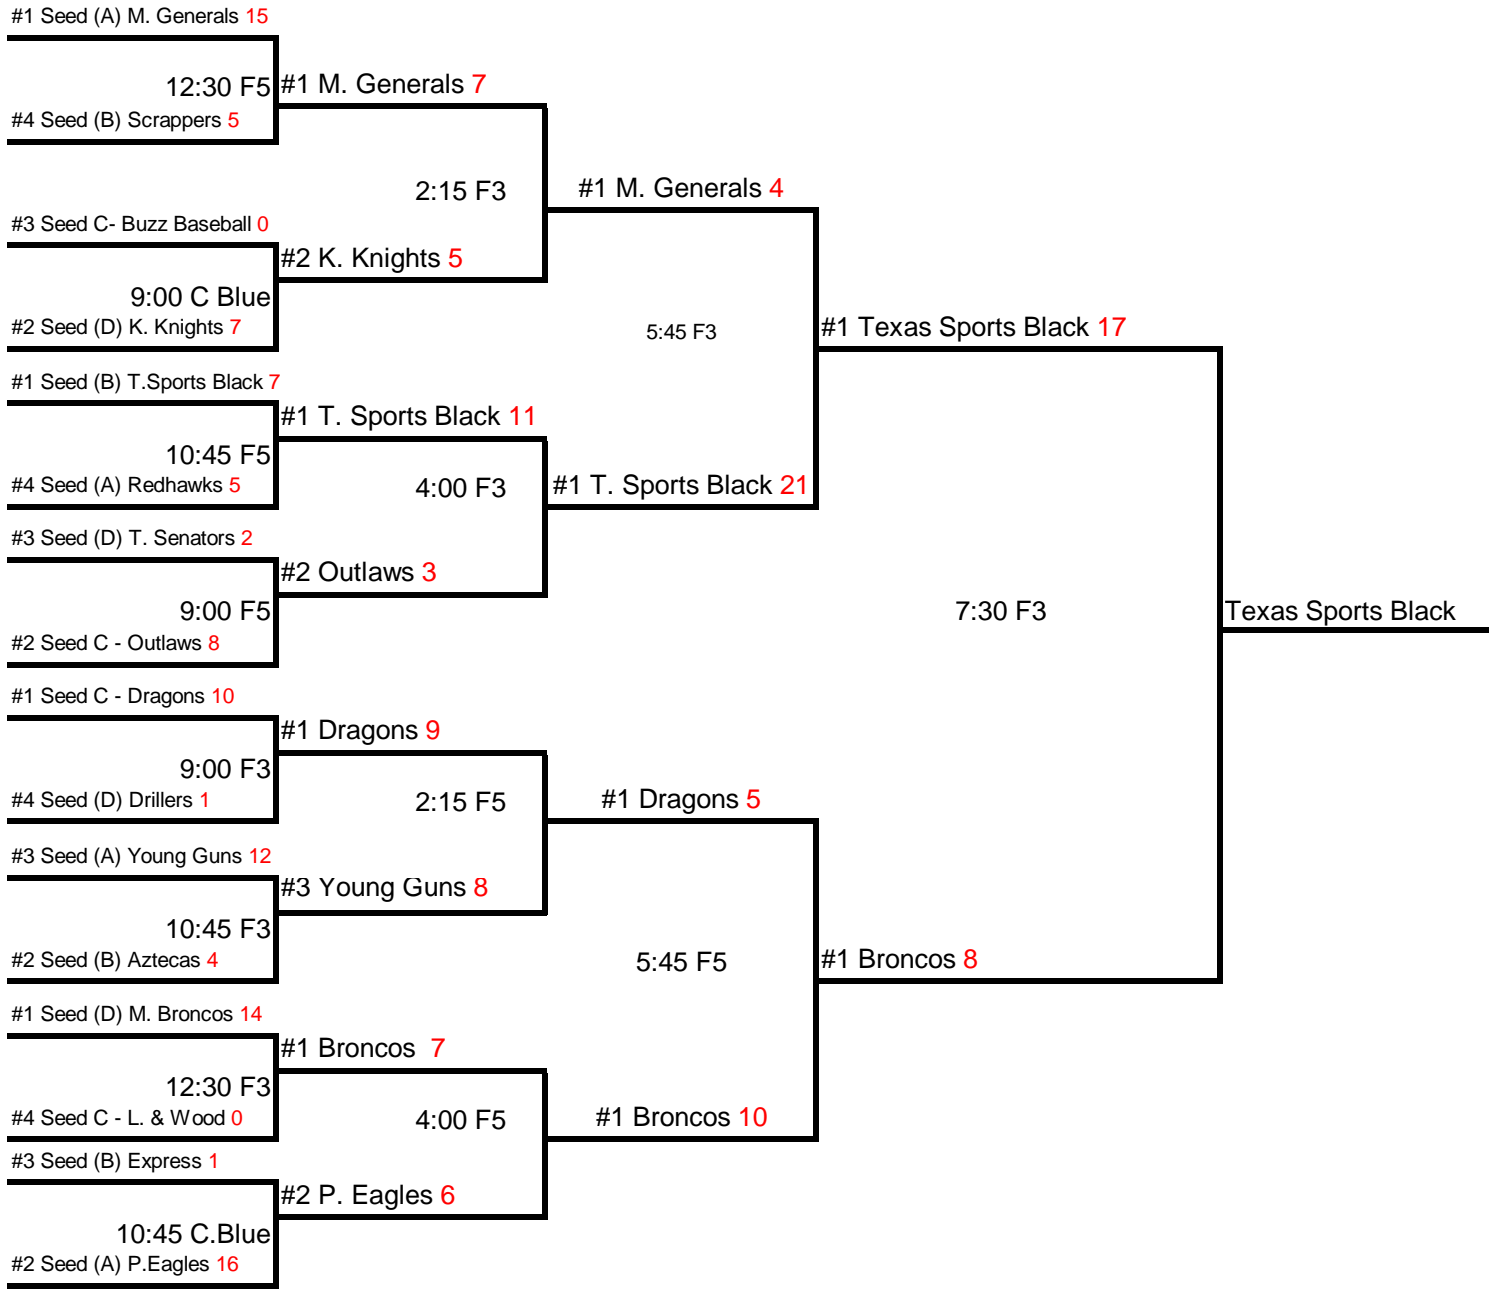 #1 Seed (A) M. Generals 15
12:30 F5
#4 Seed (B) Scrappers 5
#3 Seed C- Buzz Baseball 0
9:00 C Blue
#2 Seed (D) K. Knights 7
#1 Seed (B) T.Sports Black 7
10:45 F5
#4 Seed (A) Redhawks 5
#3 Seed (D) T. Senators 2
9:00 F5
#2 Seed C - Outlaws 8
#1 Seed C - Dragons 10
9:00 F3
#4 Seed (D) Drillers 1
#3 Seed (A) Young Guns 12
10:45 F3
#2 Seed (B) Aztecas 4
#1 Seed (D) M. Broncos 14
12:30 F3
#4 Seed C - L. & Wood 0
#3 Seed (B) Express 1
10:45 C.Blue
#2 Seed (A) P.Eagles 16
#1 M. Generals 7
2:15 F3
#2 K. Knights 5
#1 T. Sports Black 11
4:00 F3
#2 Outlaws 3
#1 Dragons 9
2:15 F5
#3 Young Guns 8
#1 Broncos 7
4:00 F5
#2 P. Eagles 6
#1 M. Generals 4
5:45 F3
#1 T. Sports Black 21
#1 Dragons 5
5:45 F5
#1 Broncos 10
#1 Texas Sports Black 17
7:30 F3
#1 Broncos 8
Texas Sports Black